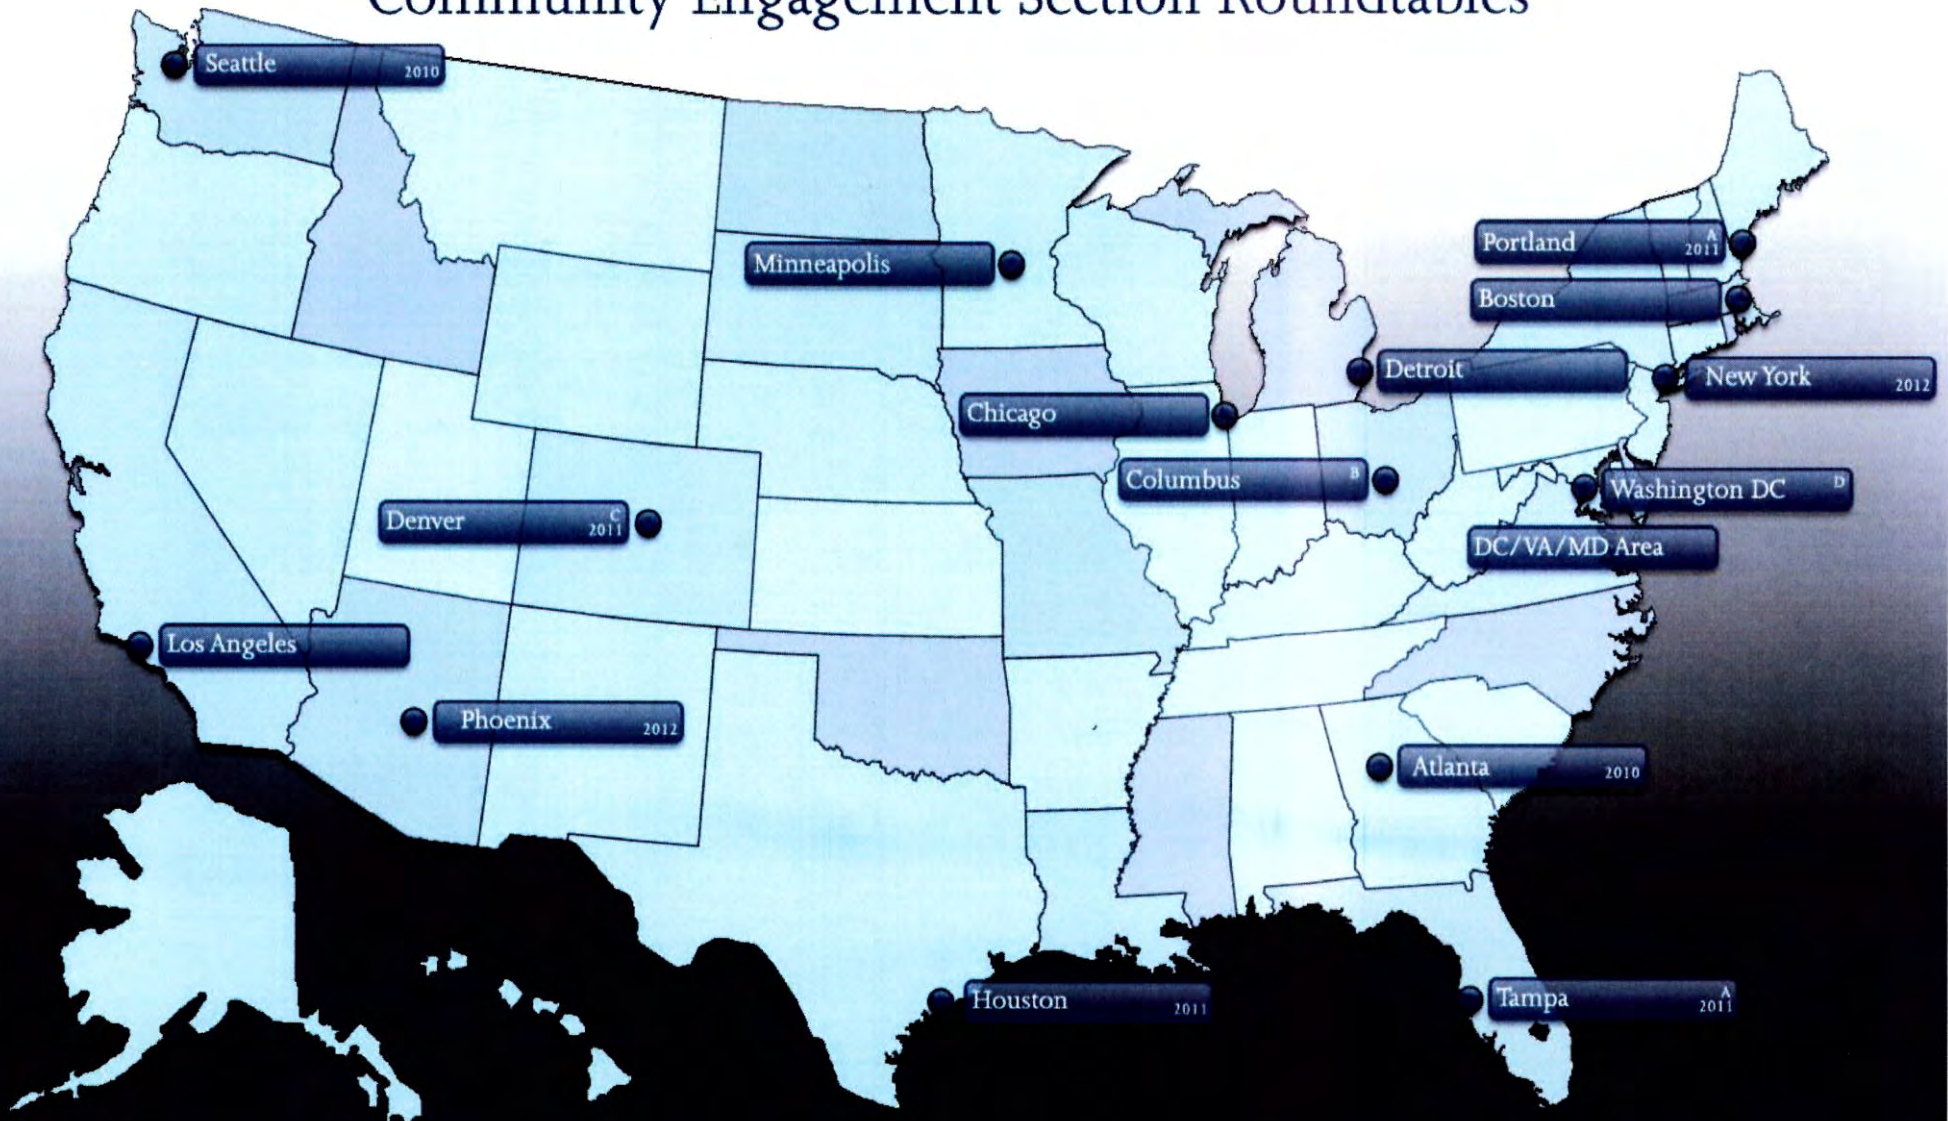 Community Engagement Section Roundtables
Seattle 2010
Portland A 2011
Minneapolis
Boston
Detroit
New York 2012
Chicago
Columbus B
Washington DC D
Denver C 2011
DC/VA/MD Area
Los Angeles
Phoenix 2012
Atlanta 2010
Houston 2011
Tampa A 2011